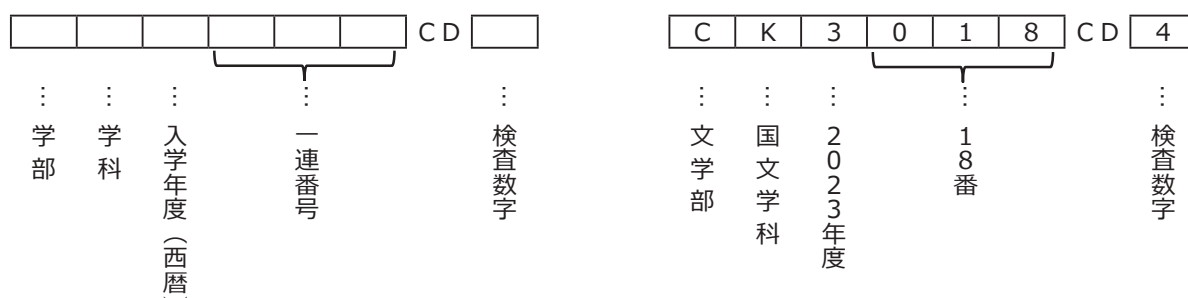 CD
C K 3 0 1 8 CD 4
学部
学科
入学年度（西暦
一連番号
検査数字
文学部
国文学科
2023年度
18番
検査数字